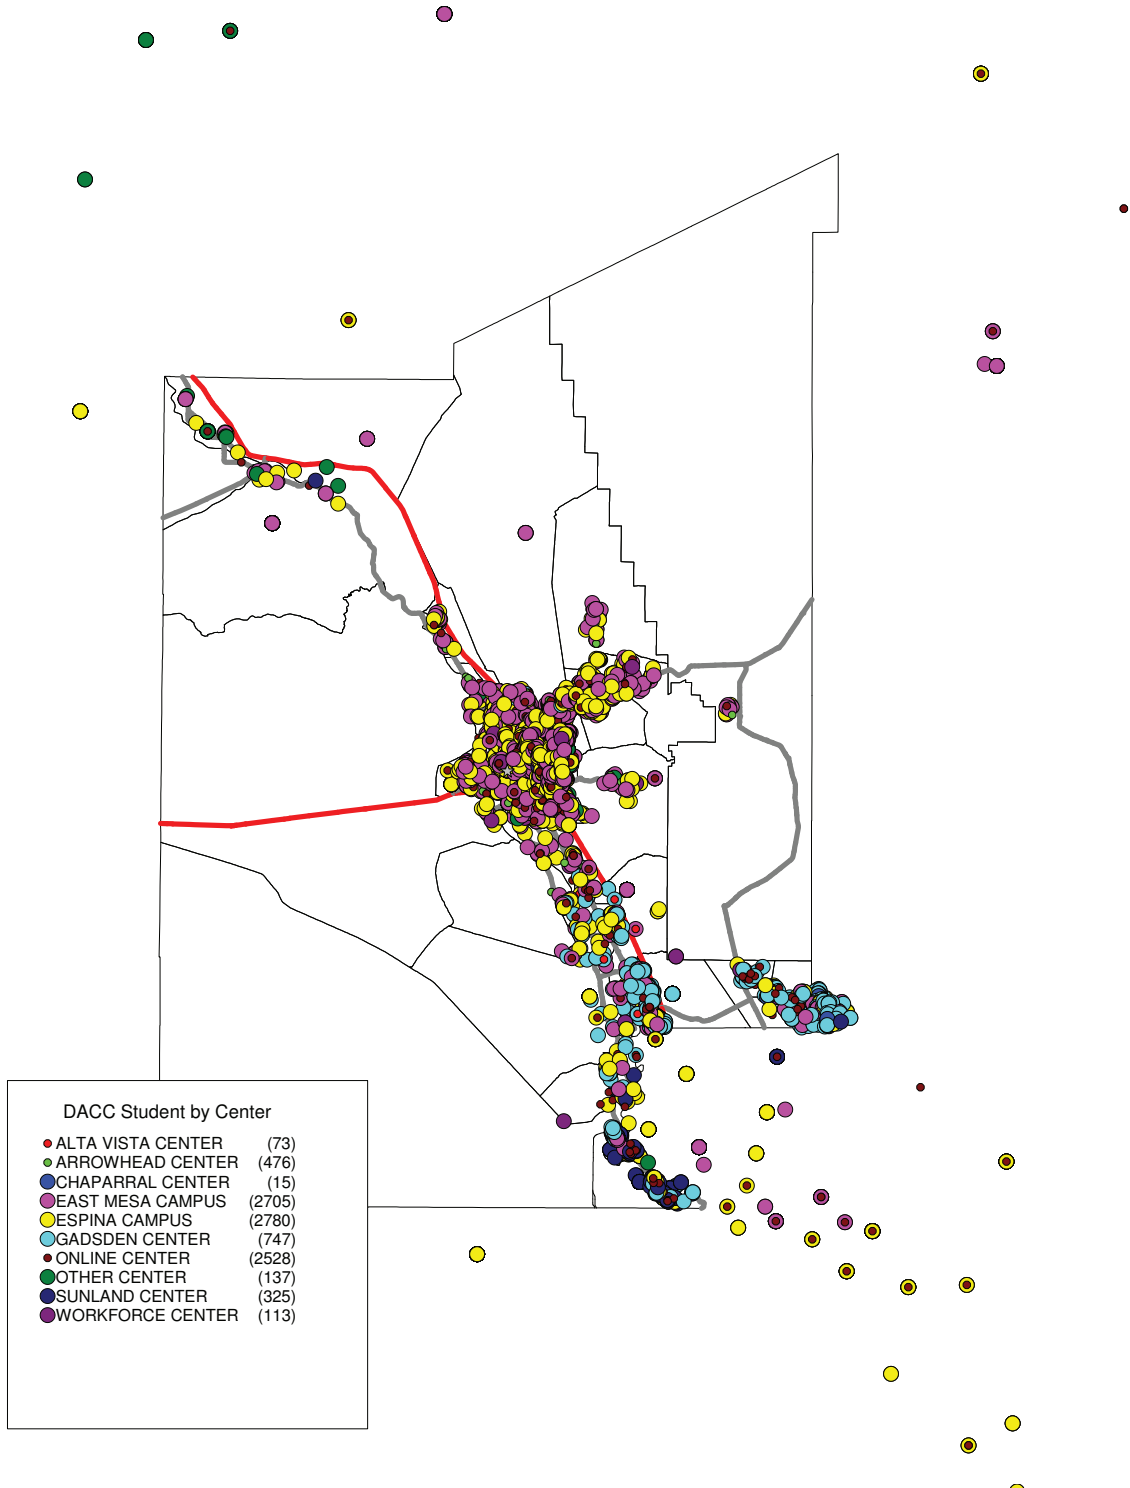 DACC Student by Center
ALTA VISTA CENTER (73)
ARROWHEAD CENTER (476)
CHAPARRAL CENTER (15)
EAST MESA CAMPUS (2705)
ESPINA CAMPUS (2780)
GADSDEN CENTER (747)
ONLINE CENTER (2528)
OTHER CENTER (137)
SUNLAND CENTER (325)
WORKFORCE CENTER (113)